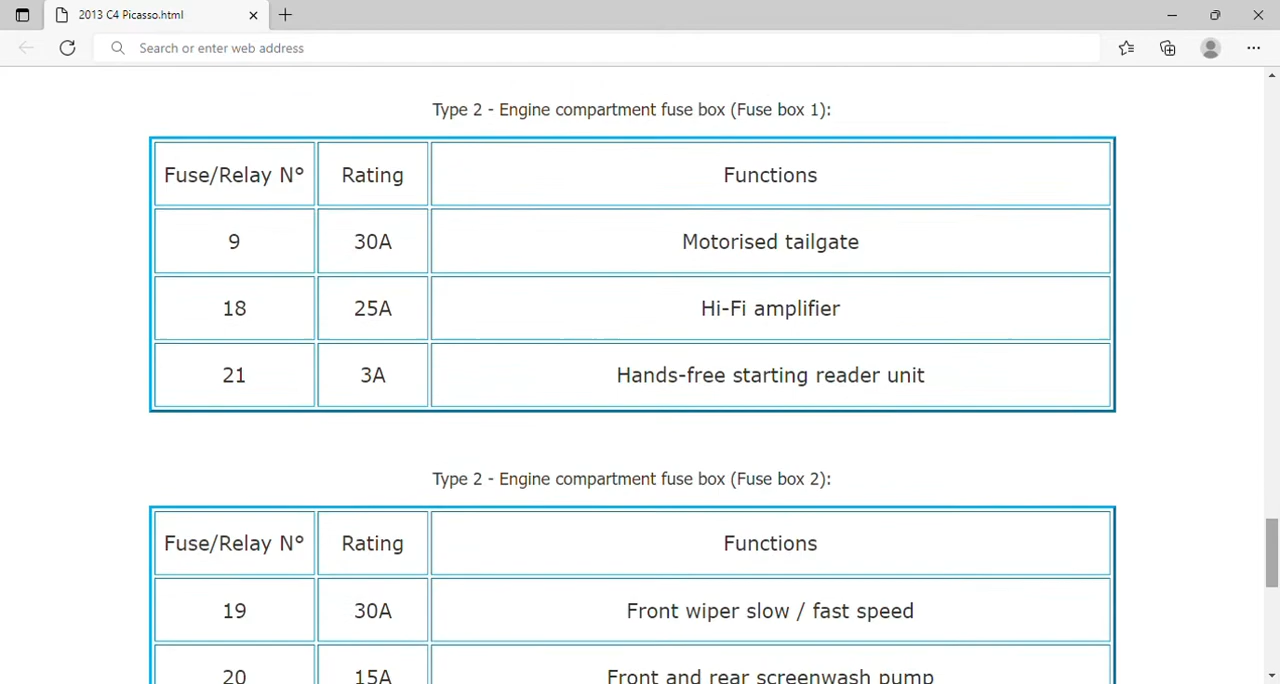 2013 C4 Picasso.html
Search or enter web address
Type 2 - Engine compartment fuse box (Fuse box 1):
Fuse/Relay N° Rating Functions
9 30A Motorised tailgate
18 25A Hi-Fi amplifier
21 3A Hands-free starting reader unit
Type 2 - Engine compartment fuse box (Fuse box 2):
Fuse/Relay N° Rating Functions
19 30A Front wiper slow / fast speed
20 15A Front and rear screenwash pump